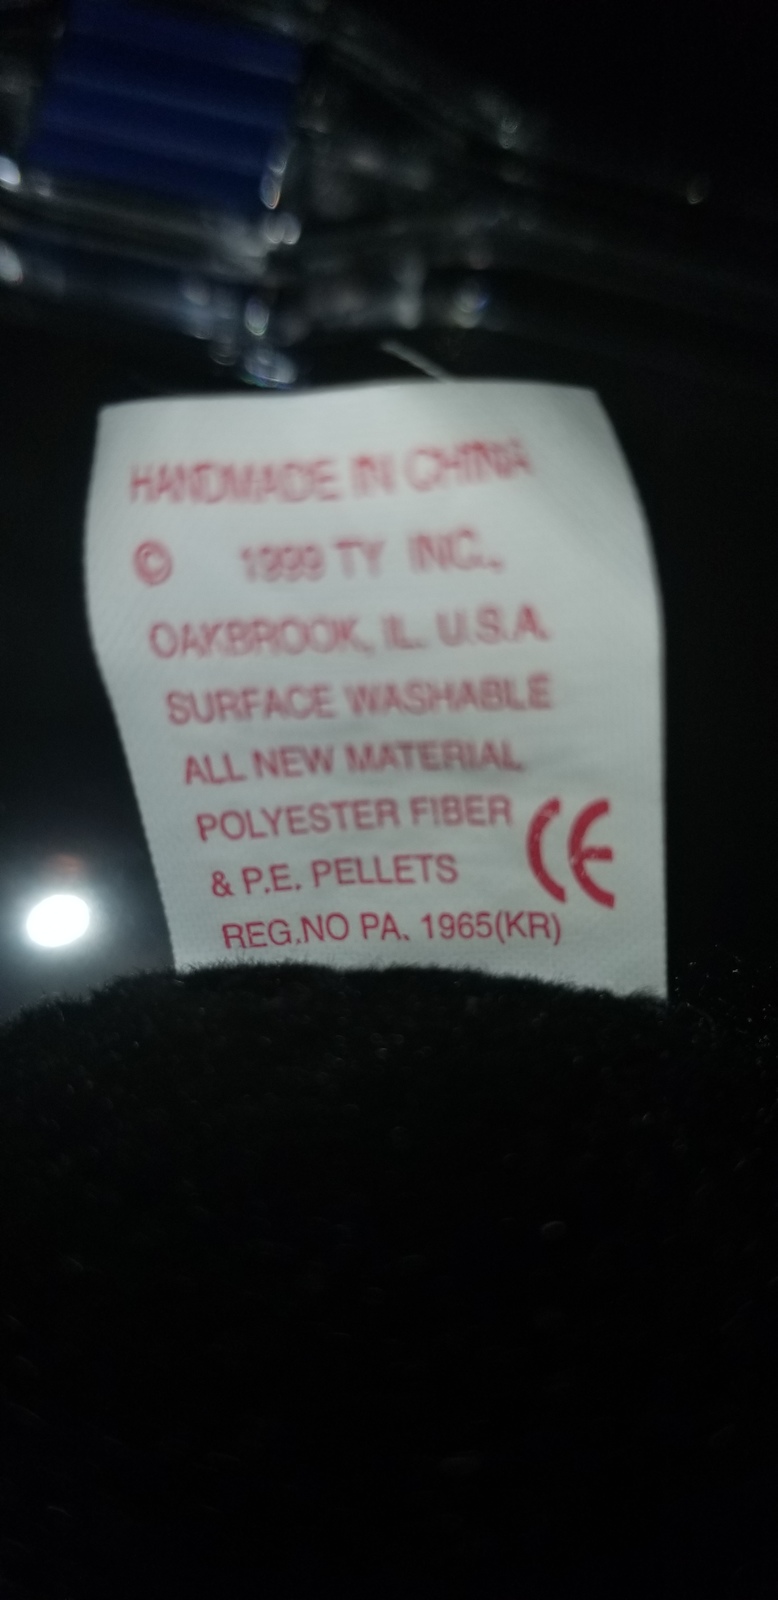 HANDMADE IN CHINA
© 1999 TY INC.,
OAKBROOK, IL. U.S.A.
SURFACE WASHABLE
ALL NEW MATERIAL
POLYESTER FIBER
& P.E. PELLETS CE
REG.NO PA. 1965(KR)